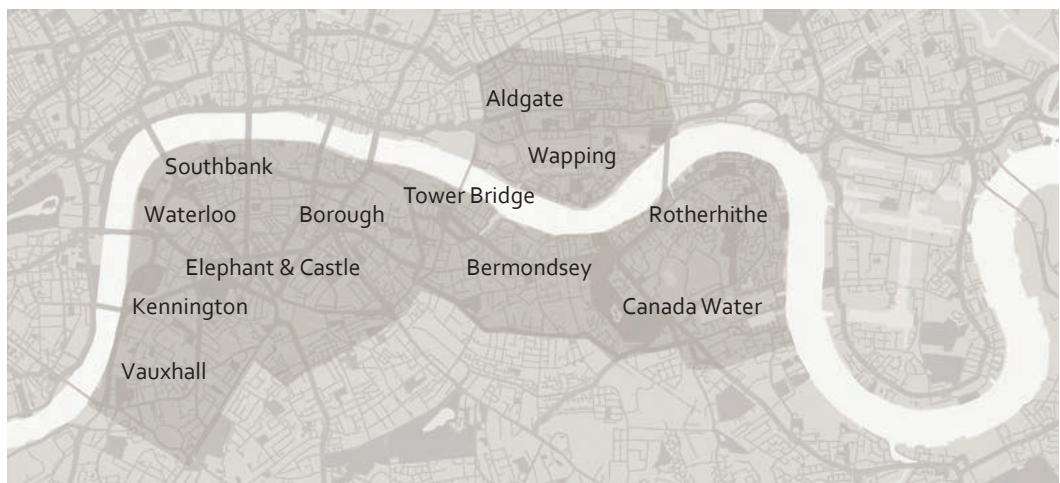 Aldgate
Wapping
Southbank
Tower Bridge
Waterloo
Borough
Rotherhithe
Elephant & Castle
Bermondsey
Kennington
Canada Water
Vauxhall